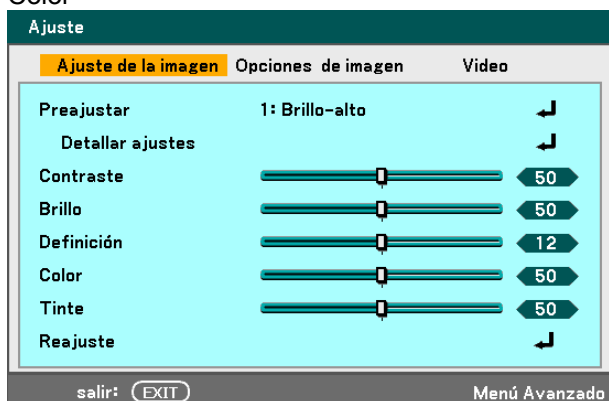 Color
Ajuste
Ajuste de la imagen Opciones de imagen Video
Preajustar 1: Brillo-alto
Detallar ajustes
Contraste 50
Brillo 50
Definición 12
Color 50
Tinte 50
Reajuste
salir: EXIT Menú Avanzado